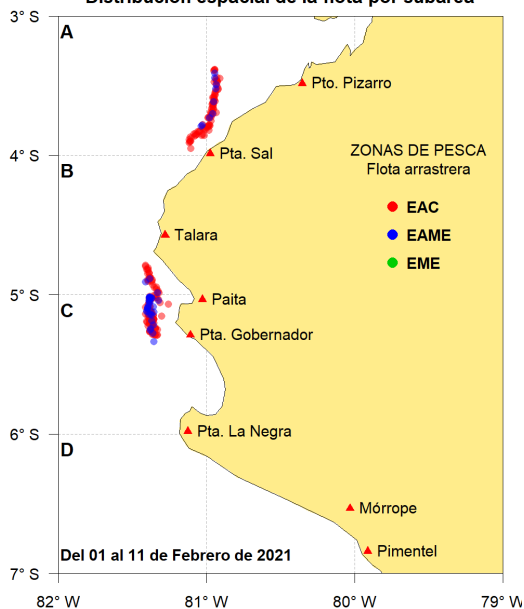 Distribución espacial de la flota por subárea
3° S
A
Pto. Pizarro
ZONAS DE PESCA
Flota arrastrera
4° S
Pta. Sal
B
EAC
Talara
EAME
EME
5° S
Paita
C
Pta. Gobernador
6° S
Pta. La Negra
D
Mórrope
Del 01 al 11 de Febrero de 2021
Pimentel
7° S
82° W
81° W
80° W
79° W